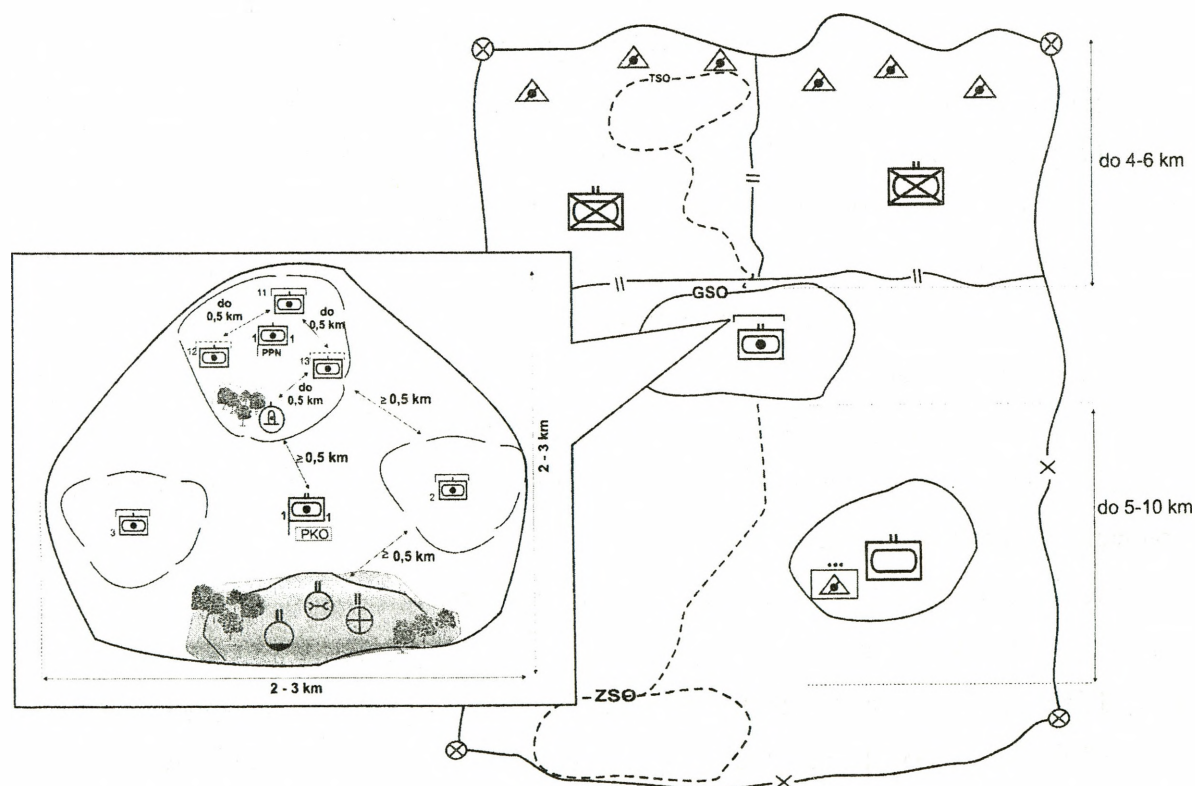 TSO
do 4-6 km
GSO
11
do
0,5 km
do
0,5 km
1
1
PPN
12
13
do
0,5 km
≥ 0,5 km
≥ 0,5 km
2 - 3 km
2
3
1
1
PKO
≥ 0,5 km
do 5-10 km
2 - 3 km
ZSO